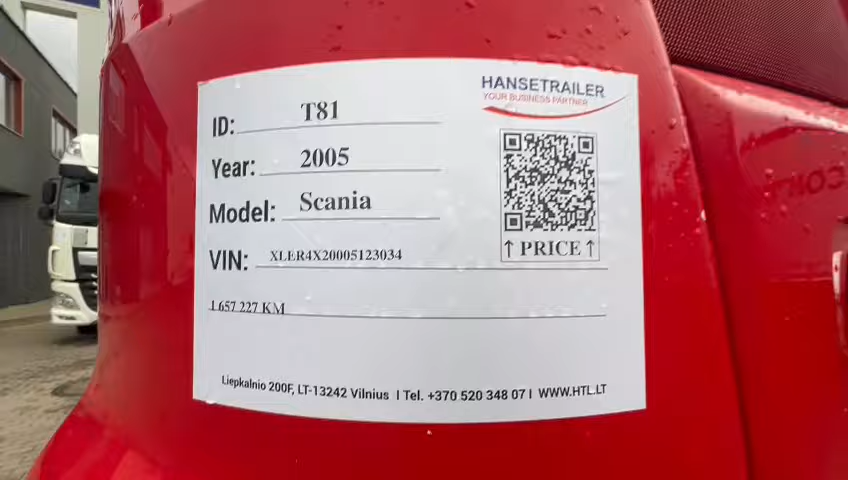 HANSETRAILER
YOUR BUSINESS PARTNER
ID: T81
Year: 2005
Model: Scania
↑ PRICE ↑
VIN: XLER4X20005123034
1 657 227 KM
Liepkalnio 200F, LT-13242 Vilnius I Tel. +370 520 348 07 I WWW.HTL.LT